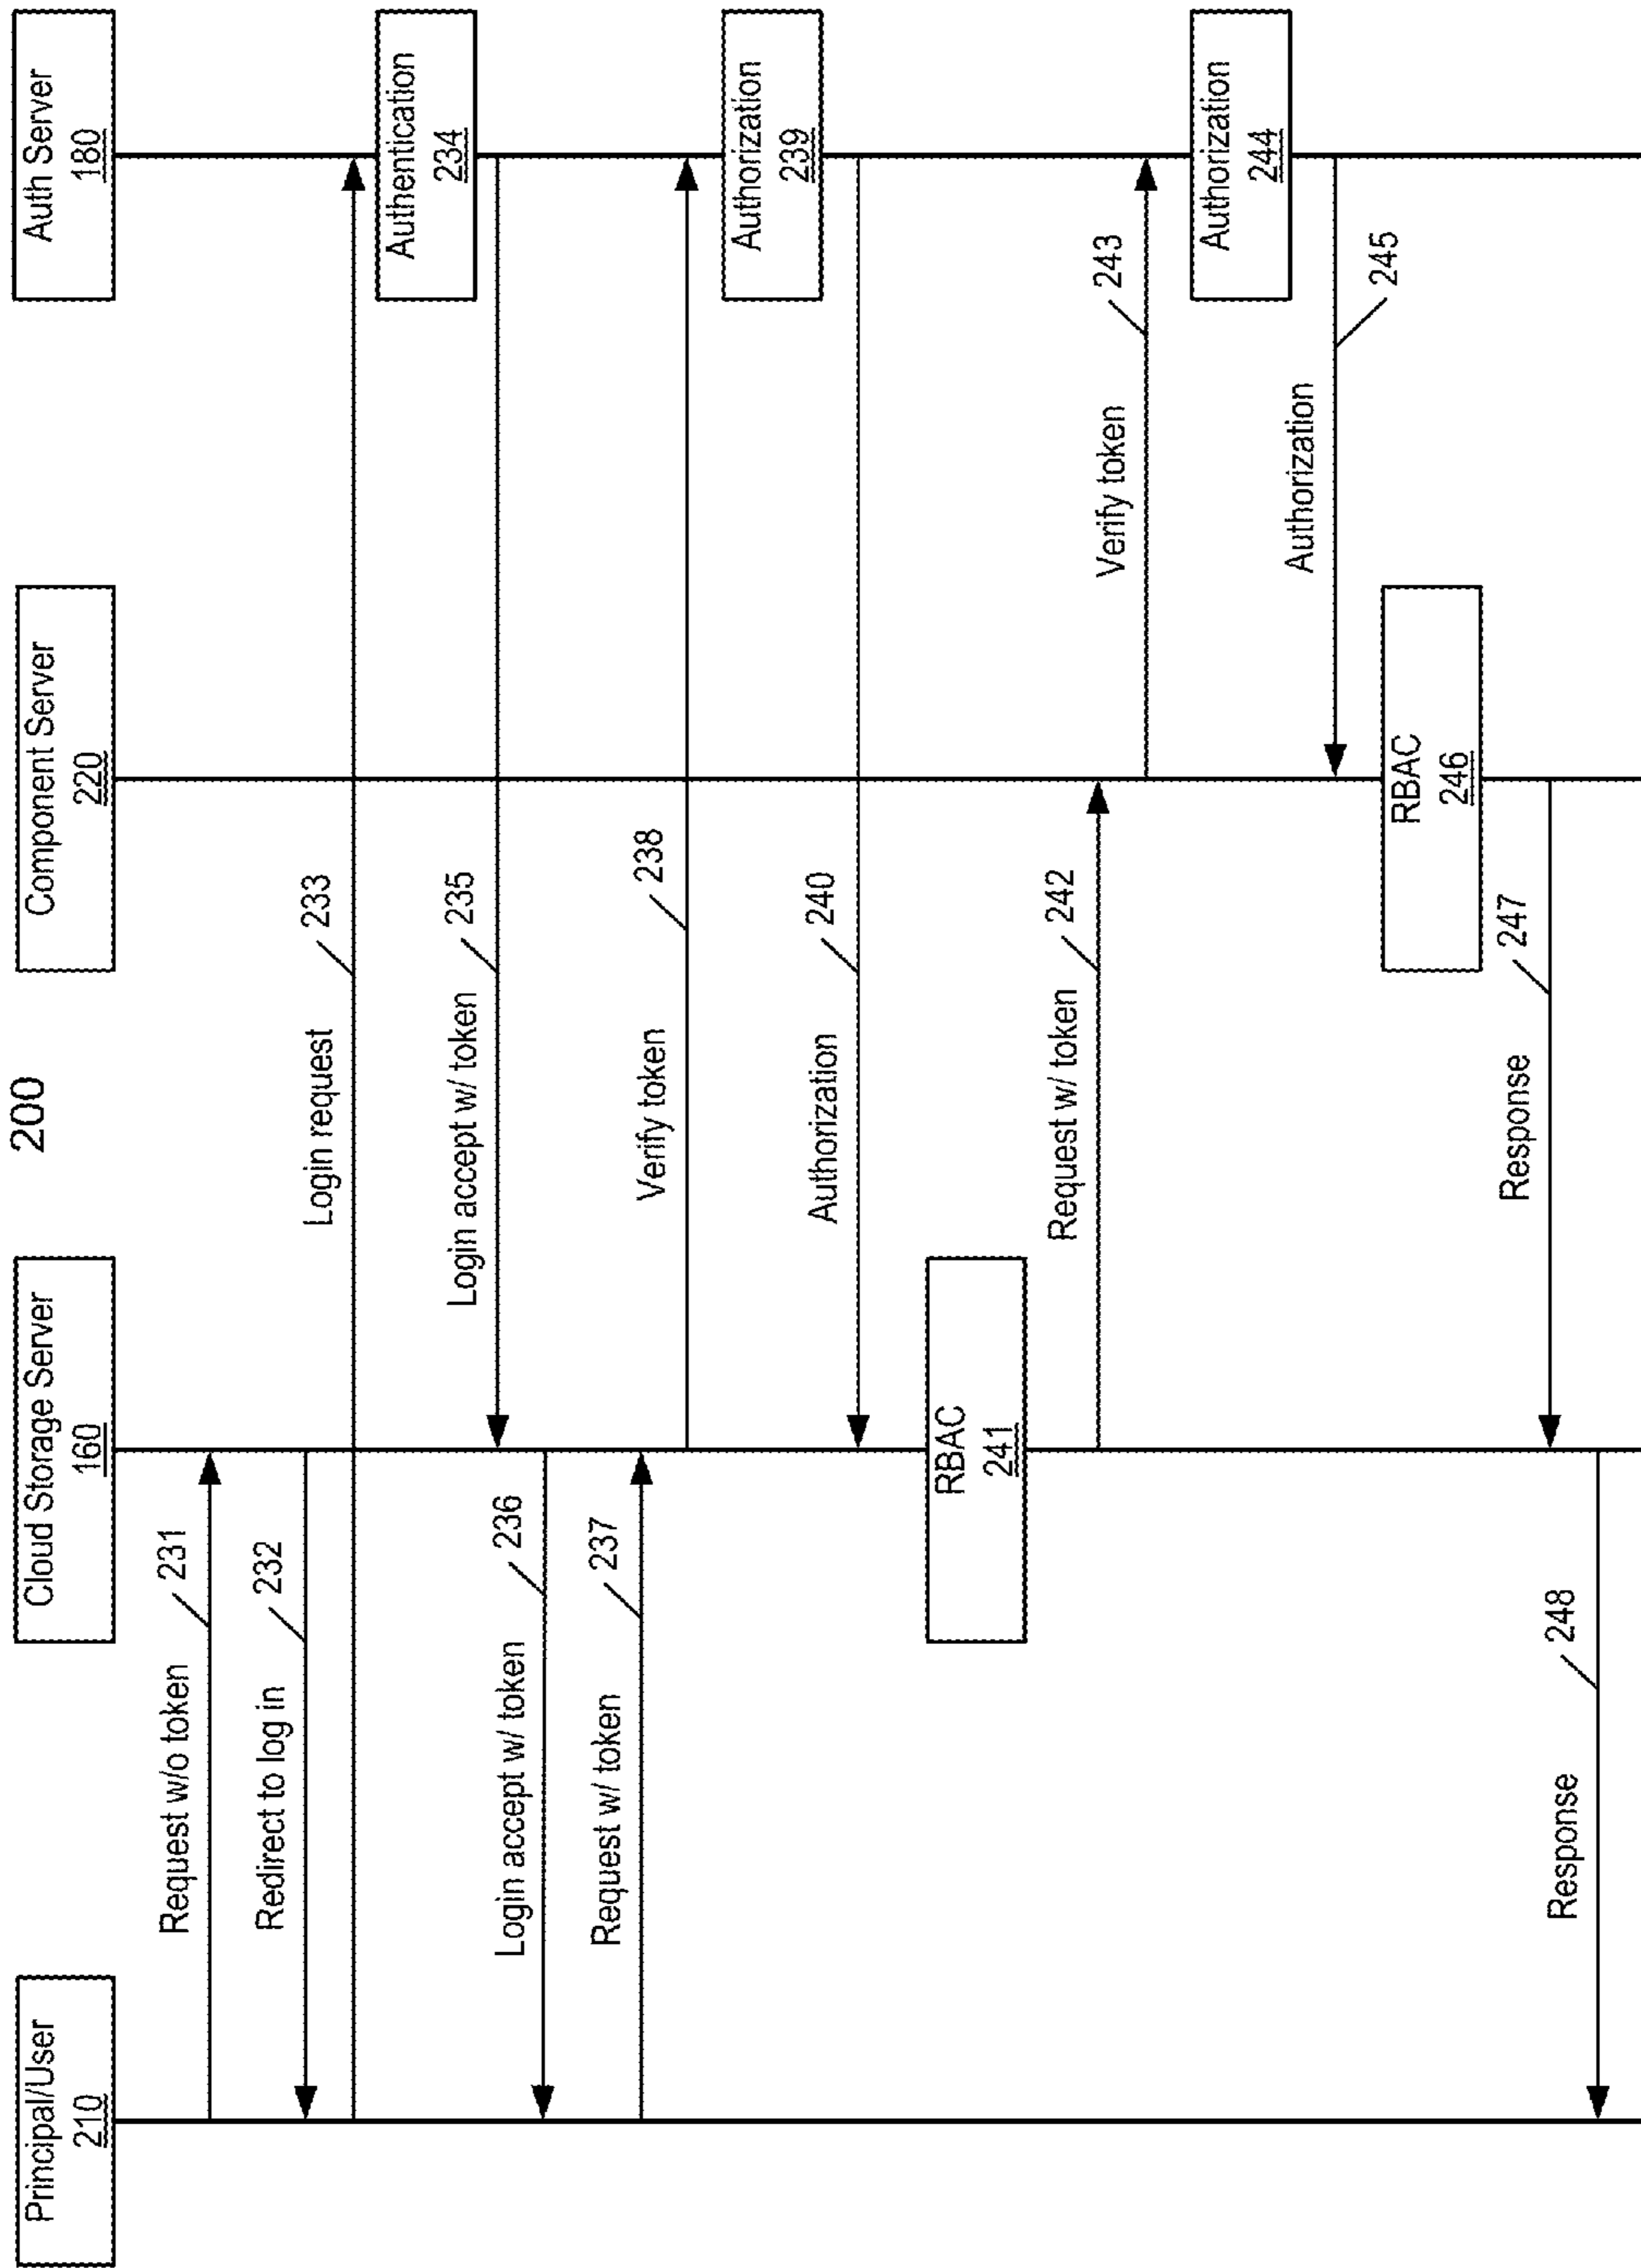 200
Principal/User
210
Cloud Storage Server
160
Component Server
220
Auth Server
180
Request w/o token
231
Redirect to log in
232
Login request
233
Authentication
234
Login accept w/ token
235
Login accept w/ token
236
Request w/ token
237
Verify token
238
Authorization
239
Authorization
240
RBAC
241
Request w/ token
242
Verify token
243
Authorization
244
Authorization
245
RBAC
246
Response
247
Response
248